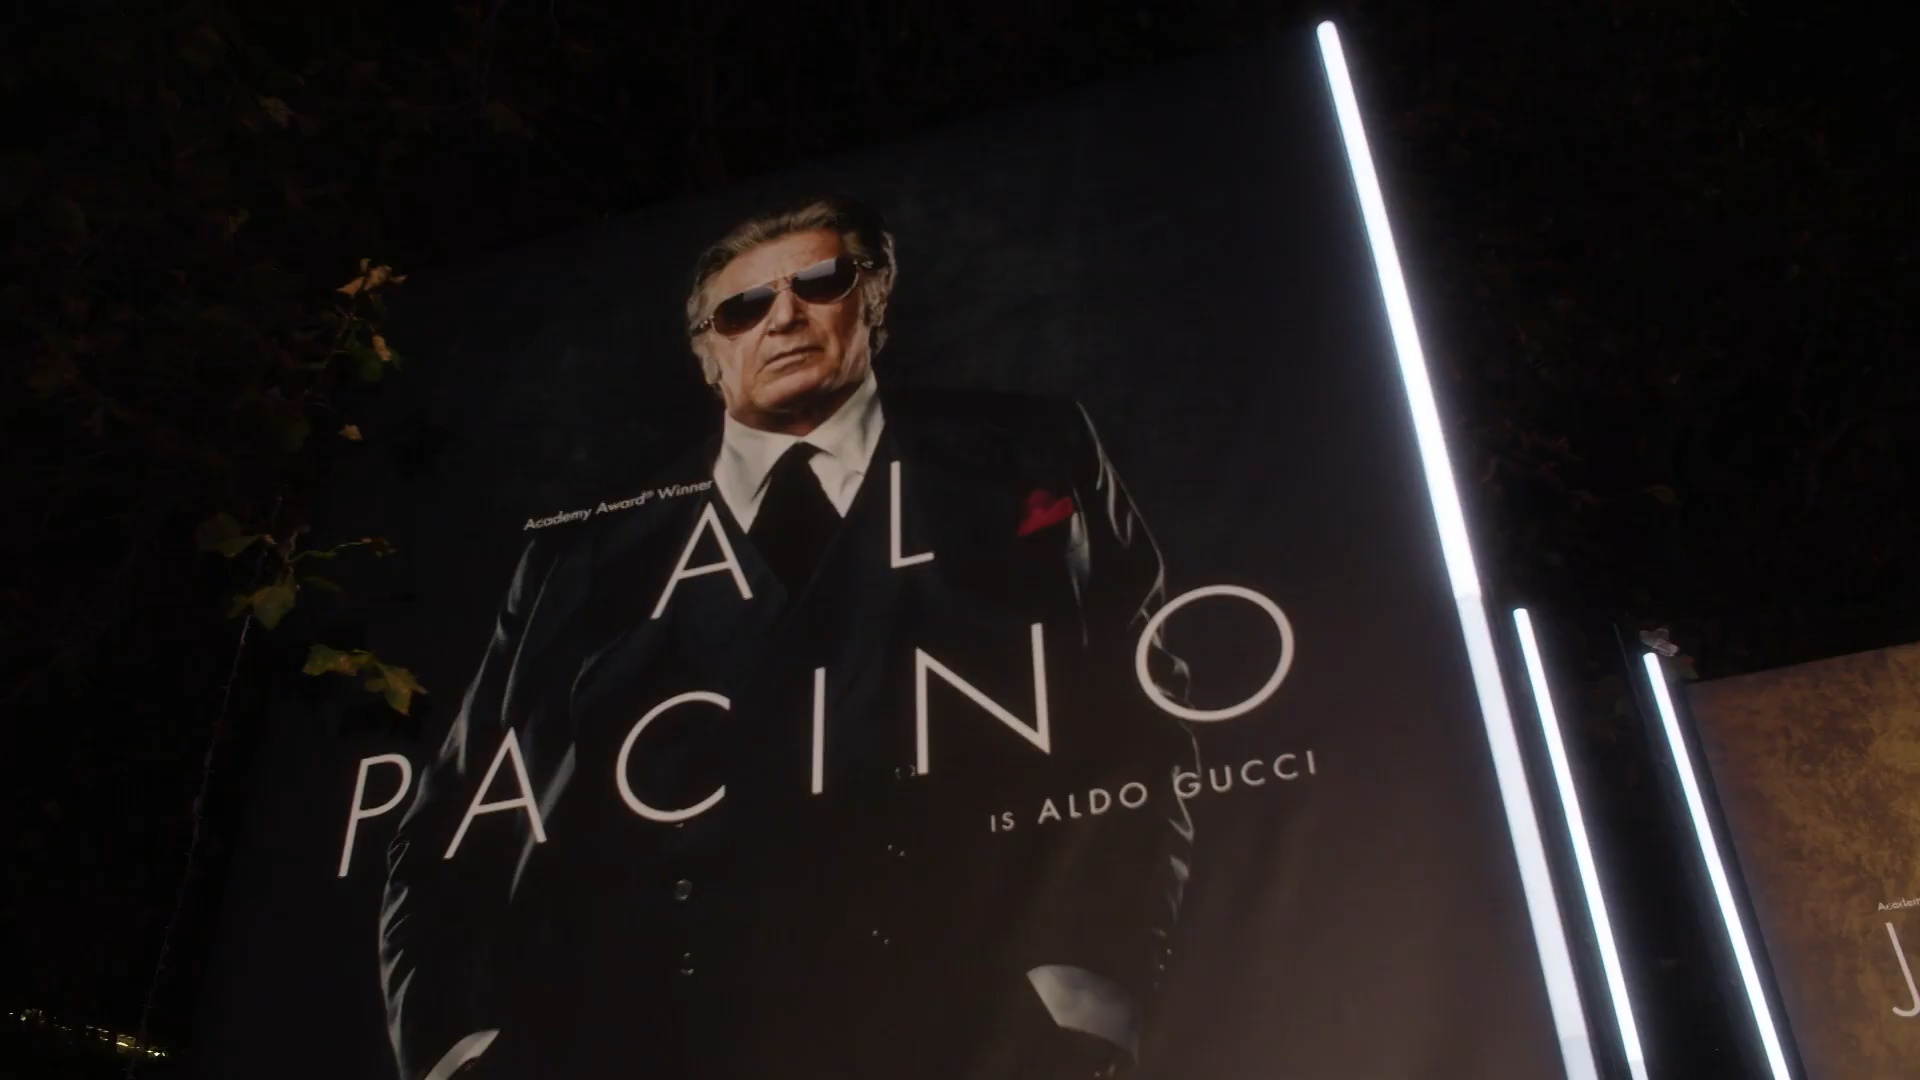 Academy Award® Winner
AL
PACINO
IS ALDO GUCCI
J